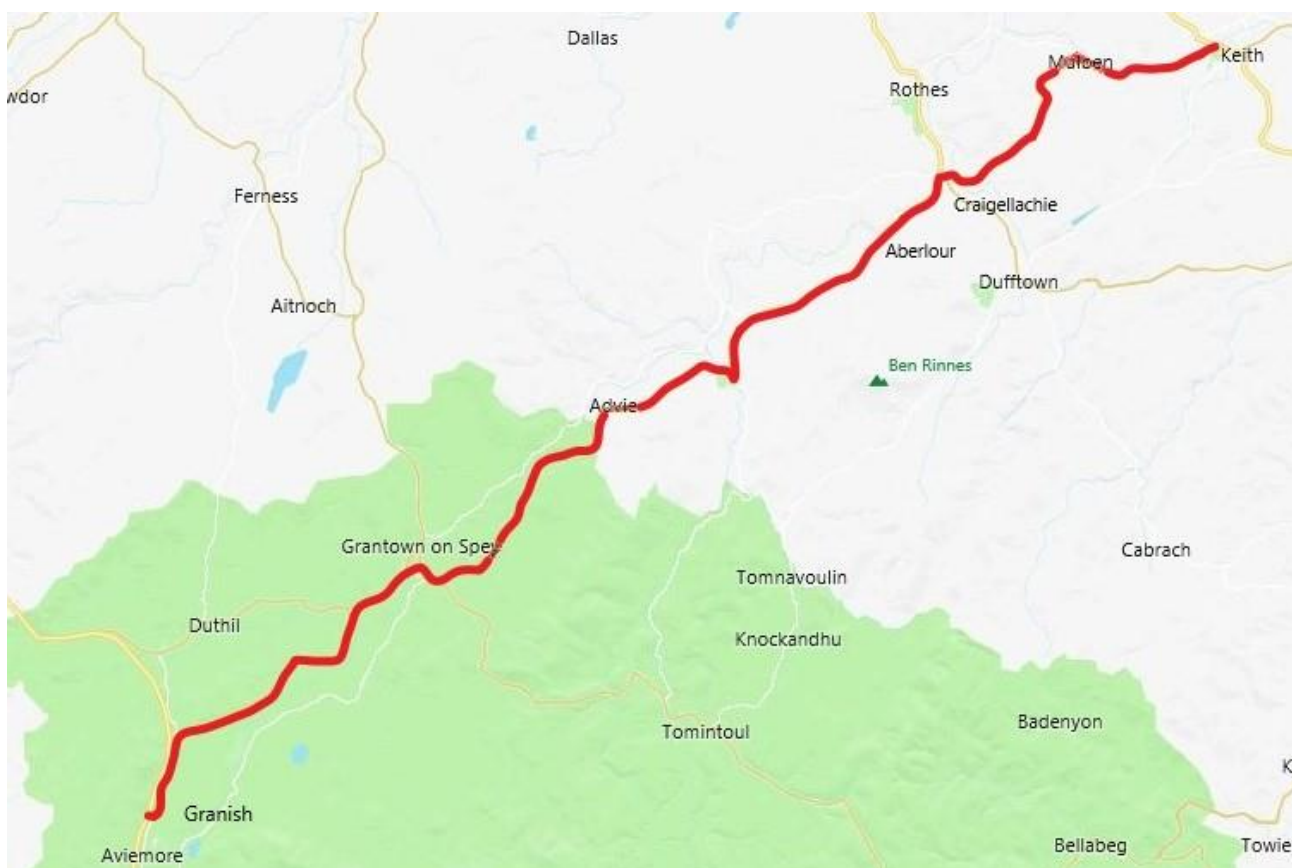 Dallas
Keith
Mulben
Rothes
wdor
Ferness
Craigellachie
Aberlour
Dufftown
Aitnoch
Ben Rinnes
Advie
Grantown on Spey
Cabrach
Tomnavoulin
Duthil
Knockandhu
Badenyon
Tomintoul
K
Granish
Bellabeg
Towie
Aviemore